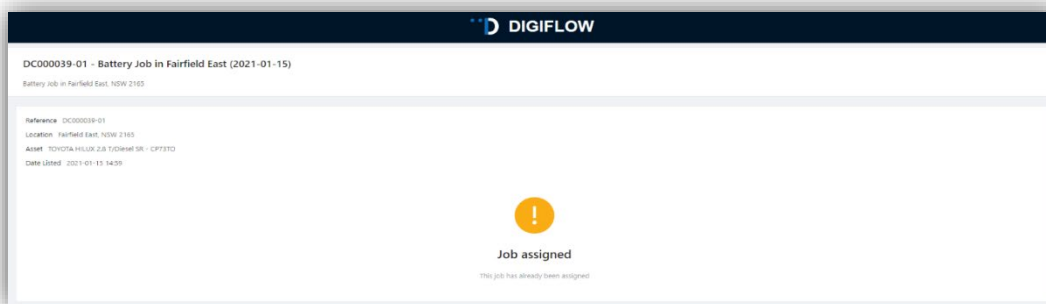 DIGIFLOW
DC000039-01 - Battery Job in Fairfield East (2021-01-15)
Battery Job in Fairfield East, NSW 2165
Reference DC000039-01
Location Fairfield East, NSW 2165
Asset TOYOTA HILUX 2.8 T/Diesel SR -
Date Listed 2021-01-15 14:59
!
Job assigned
This job has already been assigned